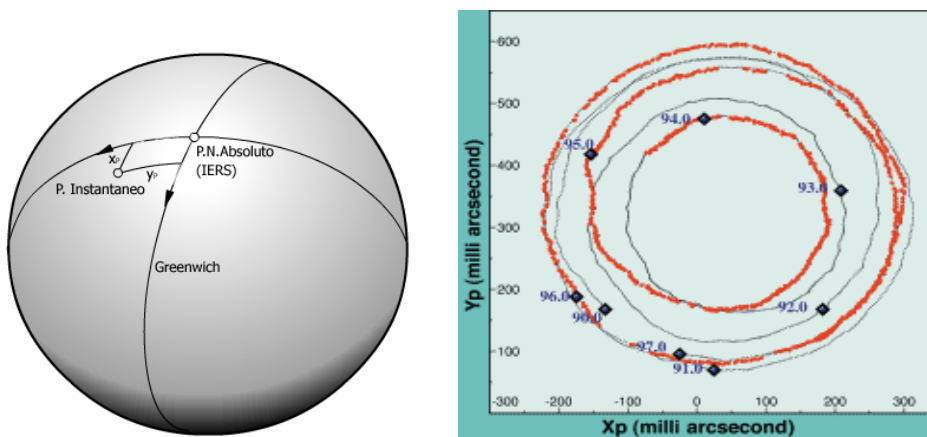 P.N.Absoluto
(IERS)
xₚ
yₚ
P. Instantaneo
Greenwich
600
500
400
300
200
100
-300
-200
-100
0
100
200
300
Yp (milli arcsecond)
Xp (milli arcsecond)
94.0
95.0
93.0
96.0
90.0
92.0
97.0
91.0